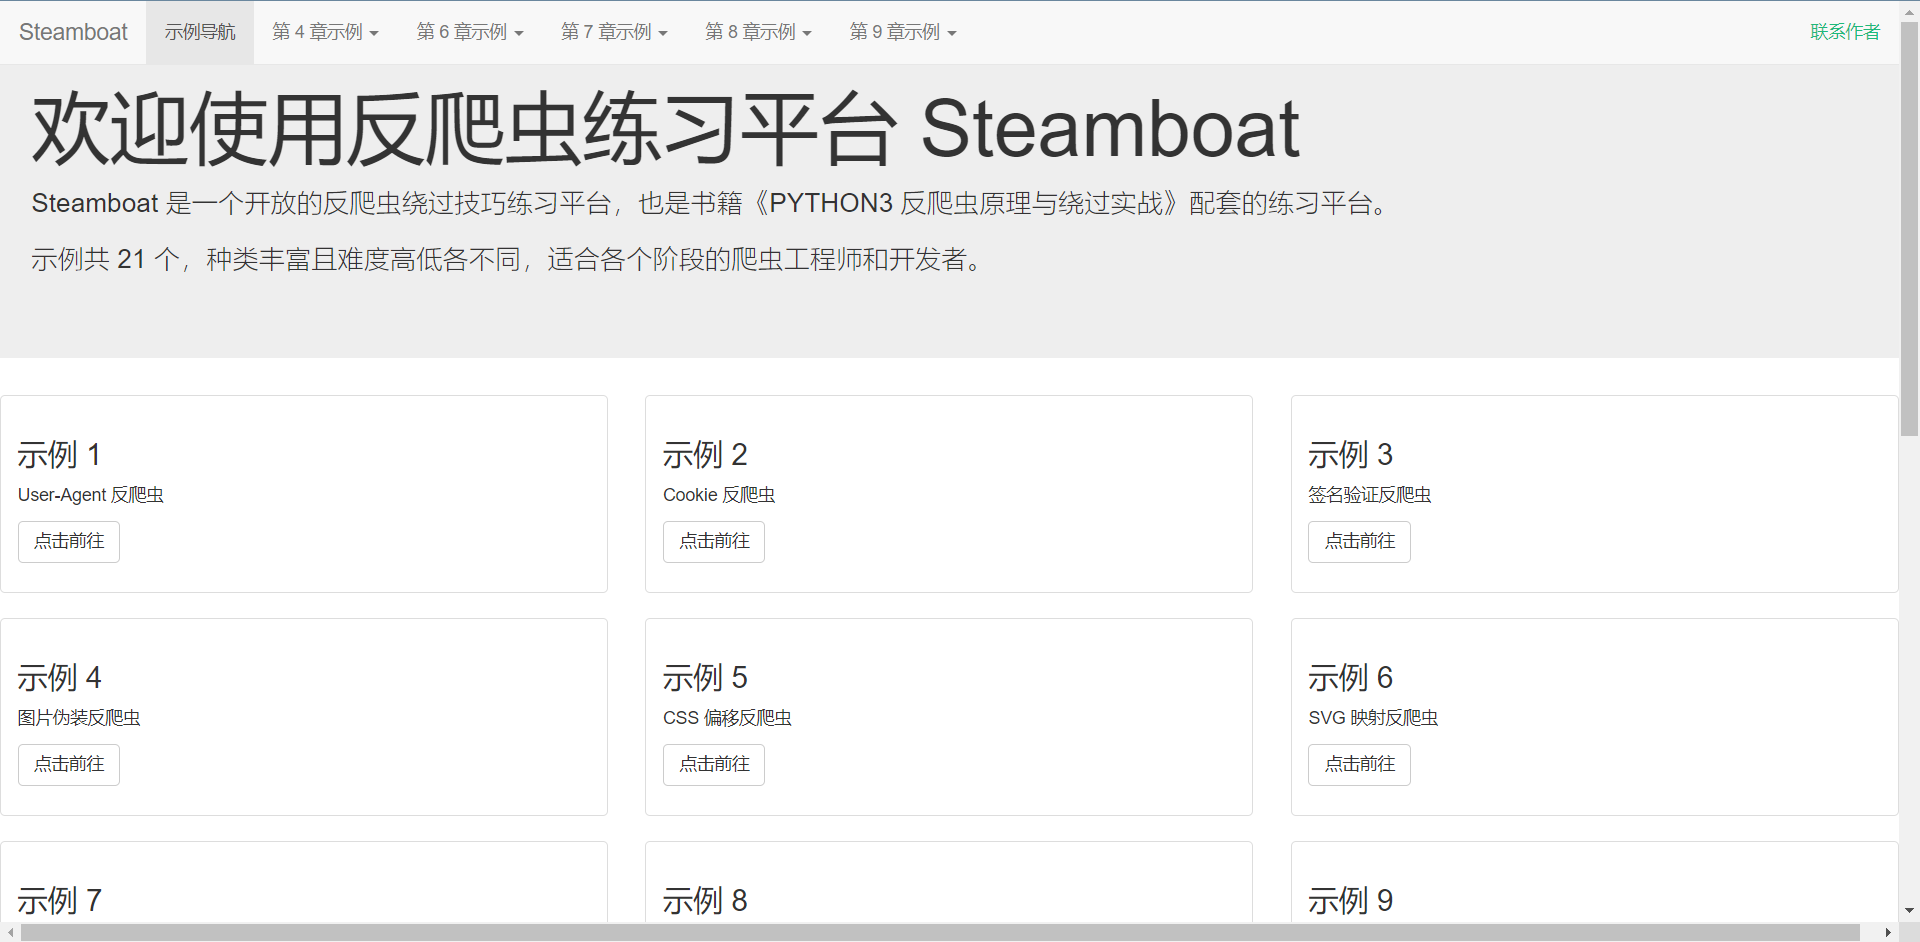 Steamboat 示例导航 第 4 章示例 第 6 章示例 第 7 章示例 第 8 章示例 第 9 章示例 联系作者
欢迎使用反爬虫练习平台 Steamboat
Steamboat 是一个开放的反爬虫绕过技巧练习平台，也是书籍《PYTHON3 反爬虫原理与绕过实战》配套的练习平台。
示例共 21 个，种类丰富且难度高低各不同，适合各个阶段的爬虫工程师和开发者。
示例 1
User-Agent 反爬虫
点击前往
示例 2
Cookie 反爬虫
点击前往
示例 3
签名验证反爬虫
点击前往
示例 4
图片伪装反爬虫
点击前往
示例 5
CSS 偏移反爬虫
点击前往
示例 6
SVG 映射反爬虫
点击前往
示例 7
示例 8
示例 9